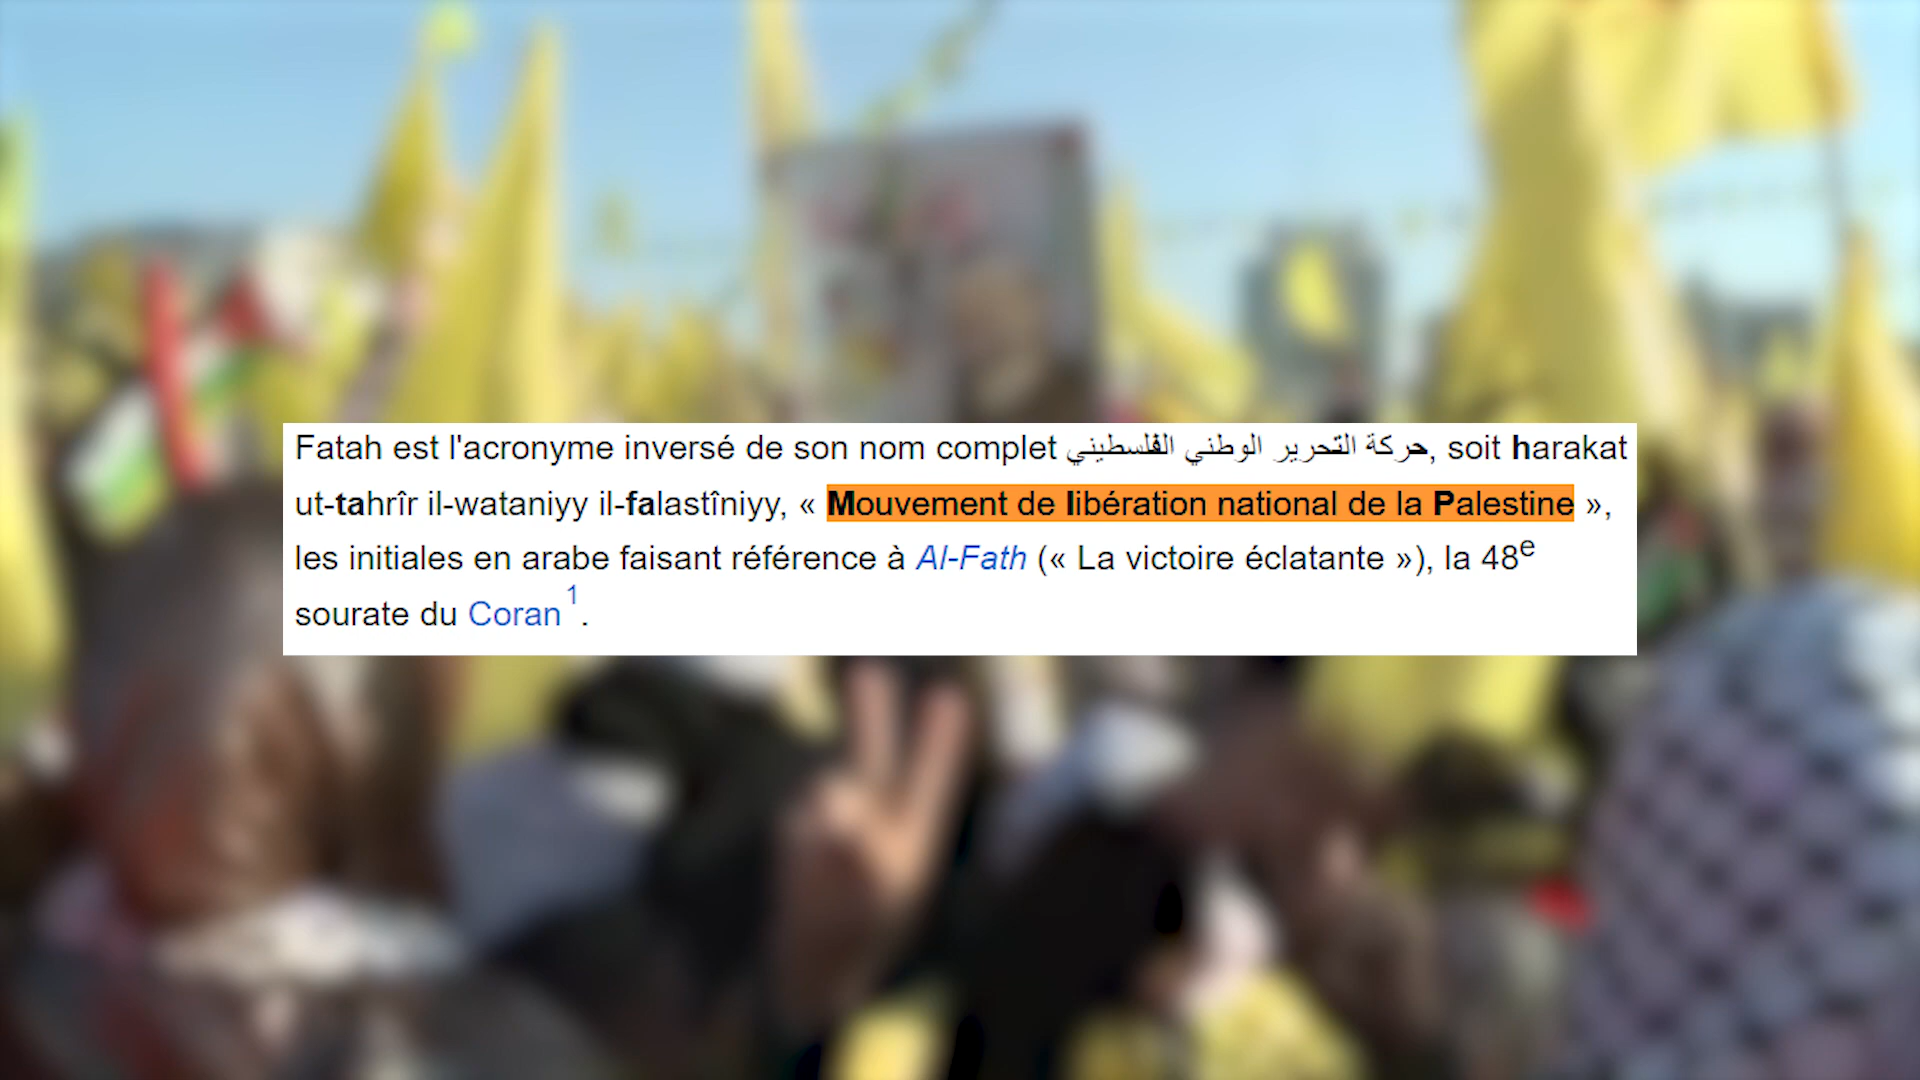 Fatah est l'acronyme inversé de son nom complet حركة التحرير الوطني الفلسطيني, soit harakat
ut-tahrîr il-wataniyy il-falastîniyy, « Mouvement de libération national de la Palestine »,
les initiales en arabe faisant référence à Al-Fath (« La victoire éclatante »), la 48e
sourate du Coran1.